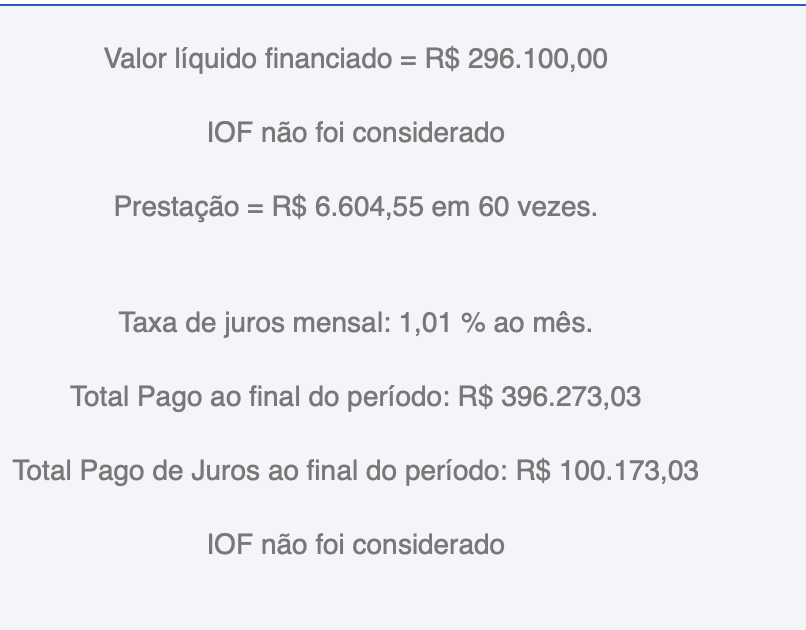 Valor líquido financiado = R$ 296.100,00
IOF não foi considerado
Prestação = R$ 6.604,55 em 60 vezes.
Taxa de juros mensal: 1,01 % ao mês.
Total Pago ao final do período: R$ 396.273,03
Total Pago de Juros ao final do período: R$ 100.173,03
IOF não foi considerado